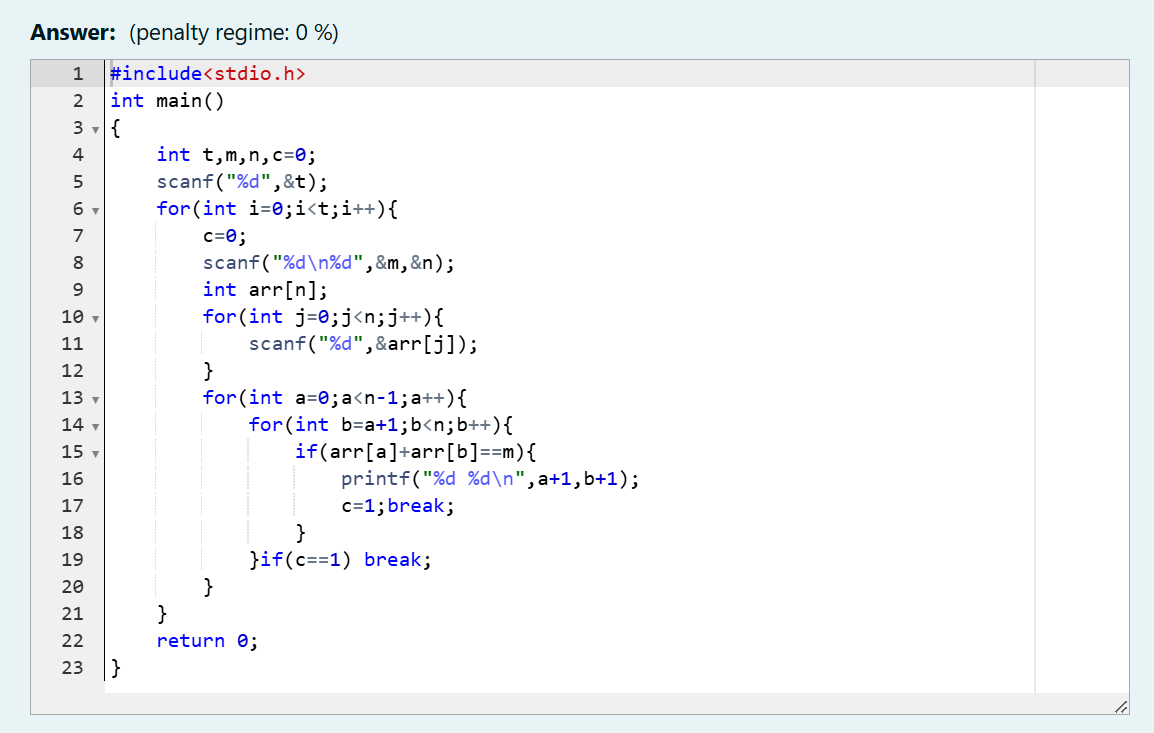 Answer: (penalty regime: 0 %)
1 #include<stdio.h>
2 int main()
3 {
4     int t,m,n,c=0;
5     scanf("%d",&t);
6     for(int i=0;i<t;i++){
7         c=0;
8         scanf("%d\n%d",&m,&n);
9         int arr[n];
10         for(int j=0;j<n;j++){
11             scanf("%d",&arr[j]);
12         }
13         for(int a=0;a<n-1;a++){
14             for(int b=a+1;b<n;b++){
15                 if(arr[a]+arr[b]==m){
16                     printf("%d %d\n",a+1,b+1);
17                     c=1;break;
18                 }
19             }if(c==1) break;
20         }
21     }
22     return 0;
23 }